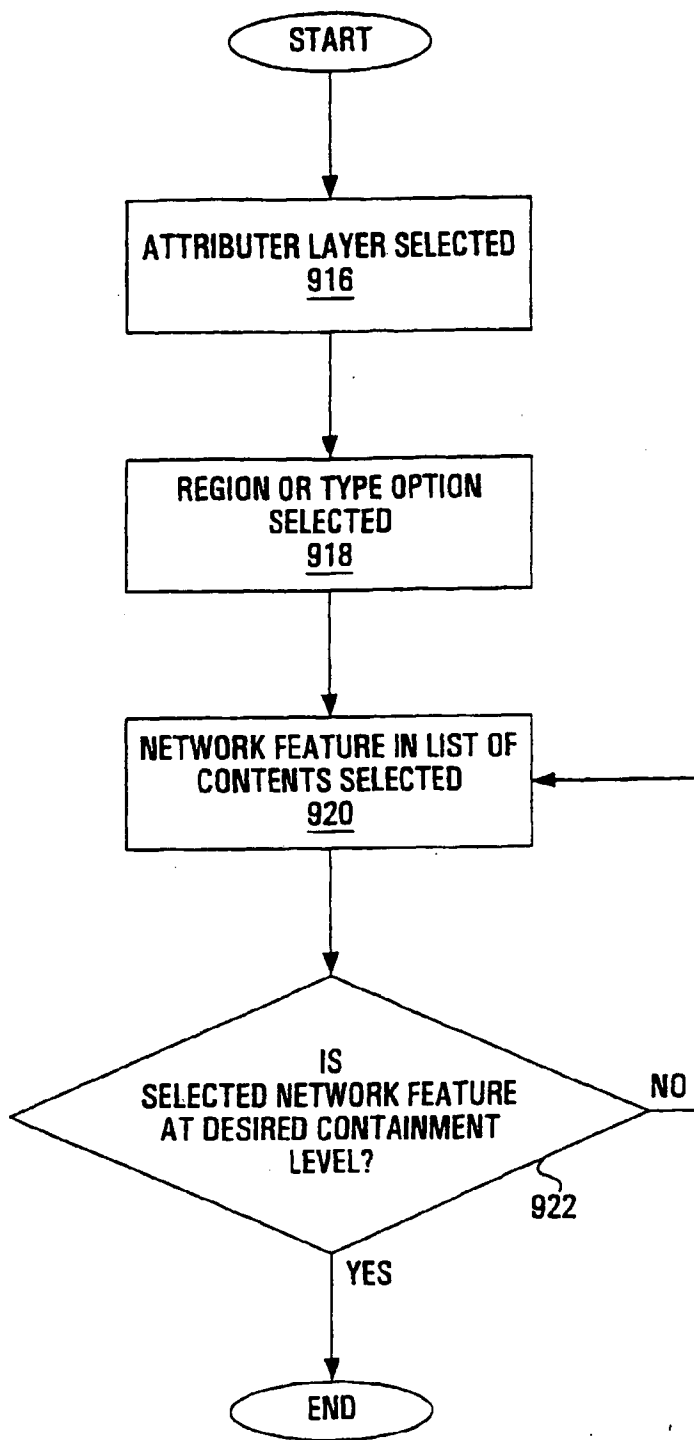 START
ATTRIBUTER LAYER SELECTED
916
REGION OR TYPE OPTION
SELECTED
918
NETWORK FEATURE IN LIST OF
CONTENTS SELECTED
920
IS
SELECTED NETWORK FEATURE
AT DESIRED CONTAINMENT
LEVEL?
NO
922
YES
END